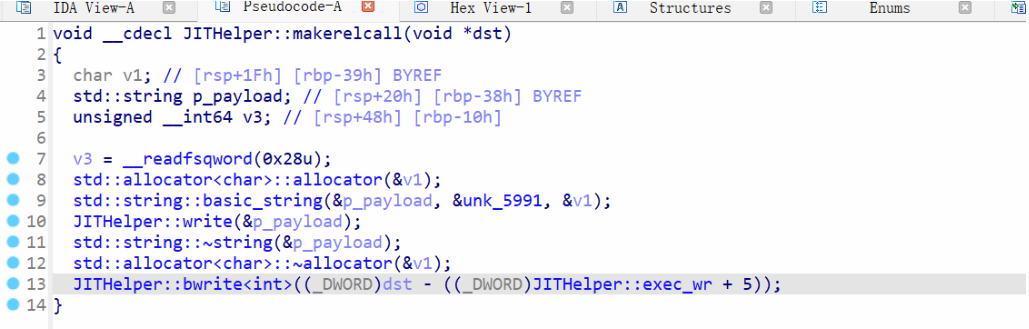 IDA View-A Pseudocode-A Hex View-1 Structures Enums
1 void __cdecl JITHelper::makerelcall(void *dst)
2 {
3   char v1; // [rsp+1Fh] [rbp-39h] BYREF
4   std::string p_payload; // [rsp+20h] [rbp-38h] BYREF
5   unsigned __int64 v3; // [rsp+48h] [rbp-10h]
6
7   v3 = __readfsqword(0x28u);
8   std::allocator<char>::allocator(&v1);
9   std::string::basic_string(&p_payload, &unk_5991, &v1);
10   JITHelper::write(&p_payload);
11   std::string::~string(&p_payload);
12   std::allocator<char>::~allocator(&v1);
13   JITHelper::bwrite<int>((_DWORD)dst - ((_DWORD)JITHelper::exec_wr + 5));
14 }